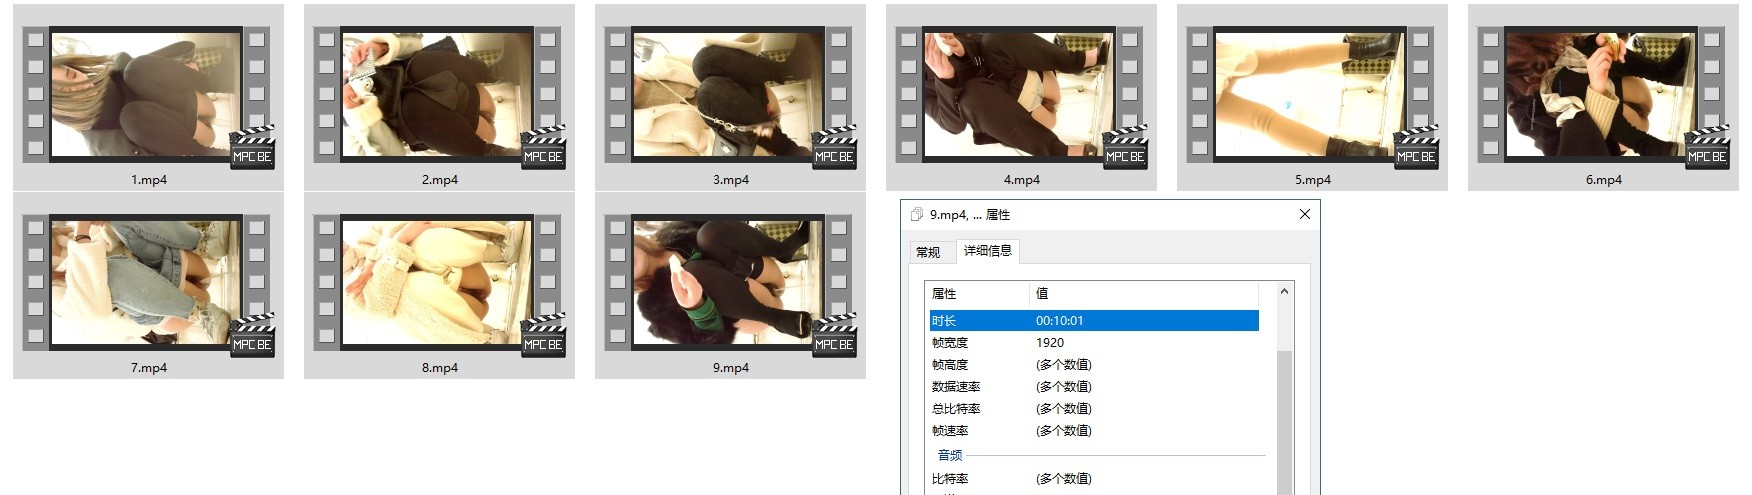 MPC BE
MPC BE
MPC BE
MPC BE
MPC BE
MPC BE
1.mp4
2.mp4
3.mp4
4.mp4
5.mp4
6.mp4
MPC BE
MPC BE
MPC BE
7.mp4
8.mp4
9.mp4
9.mp4, ... 属性
常规
详细信息
属性 值
时长 00:10:01
帧宽度 1920
帧高度 (多个数值)
数据速率 (多个数值)
总比特率 (多个数值)
帧速率 (多个数值)
音频
比特率 (多个数值)